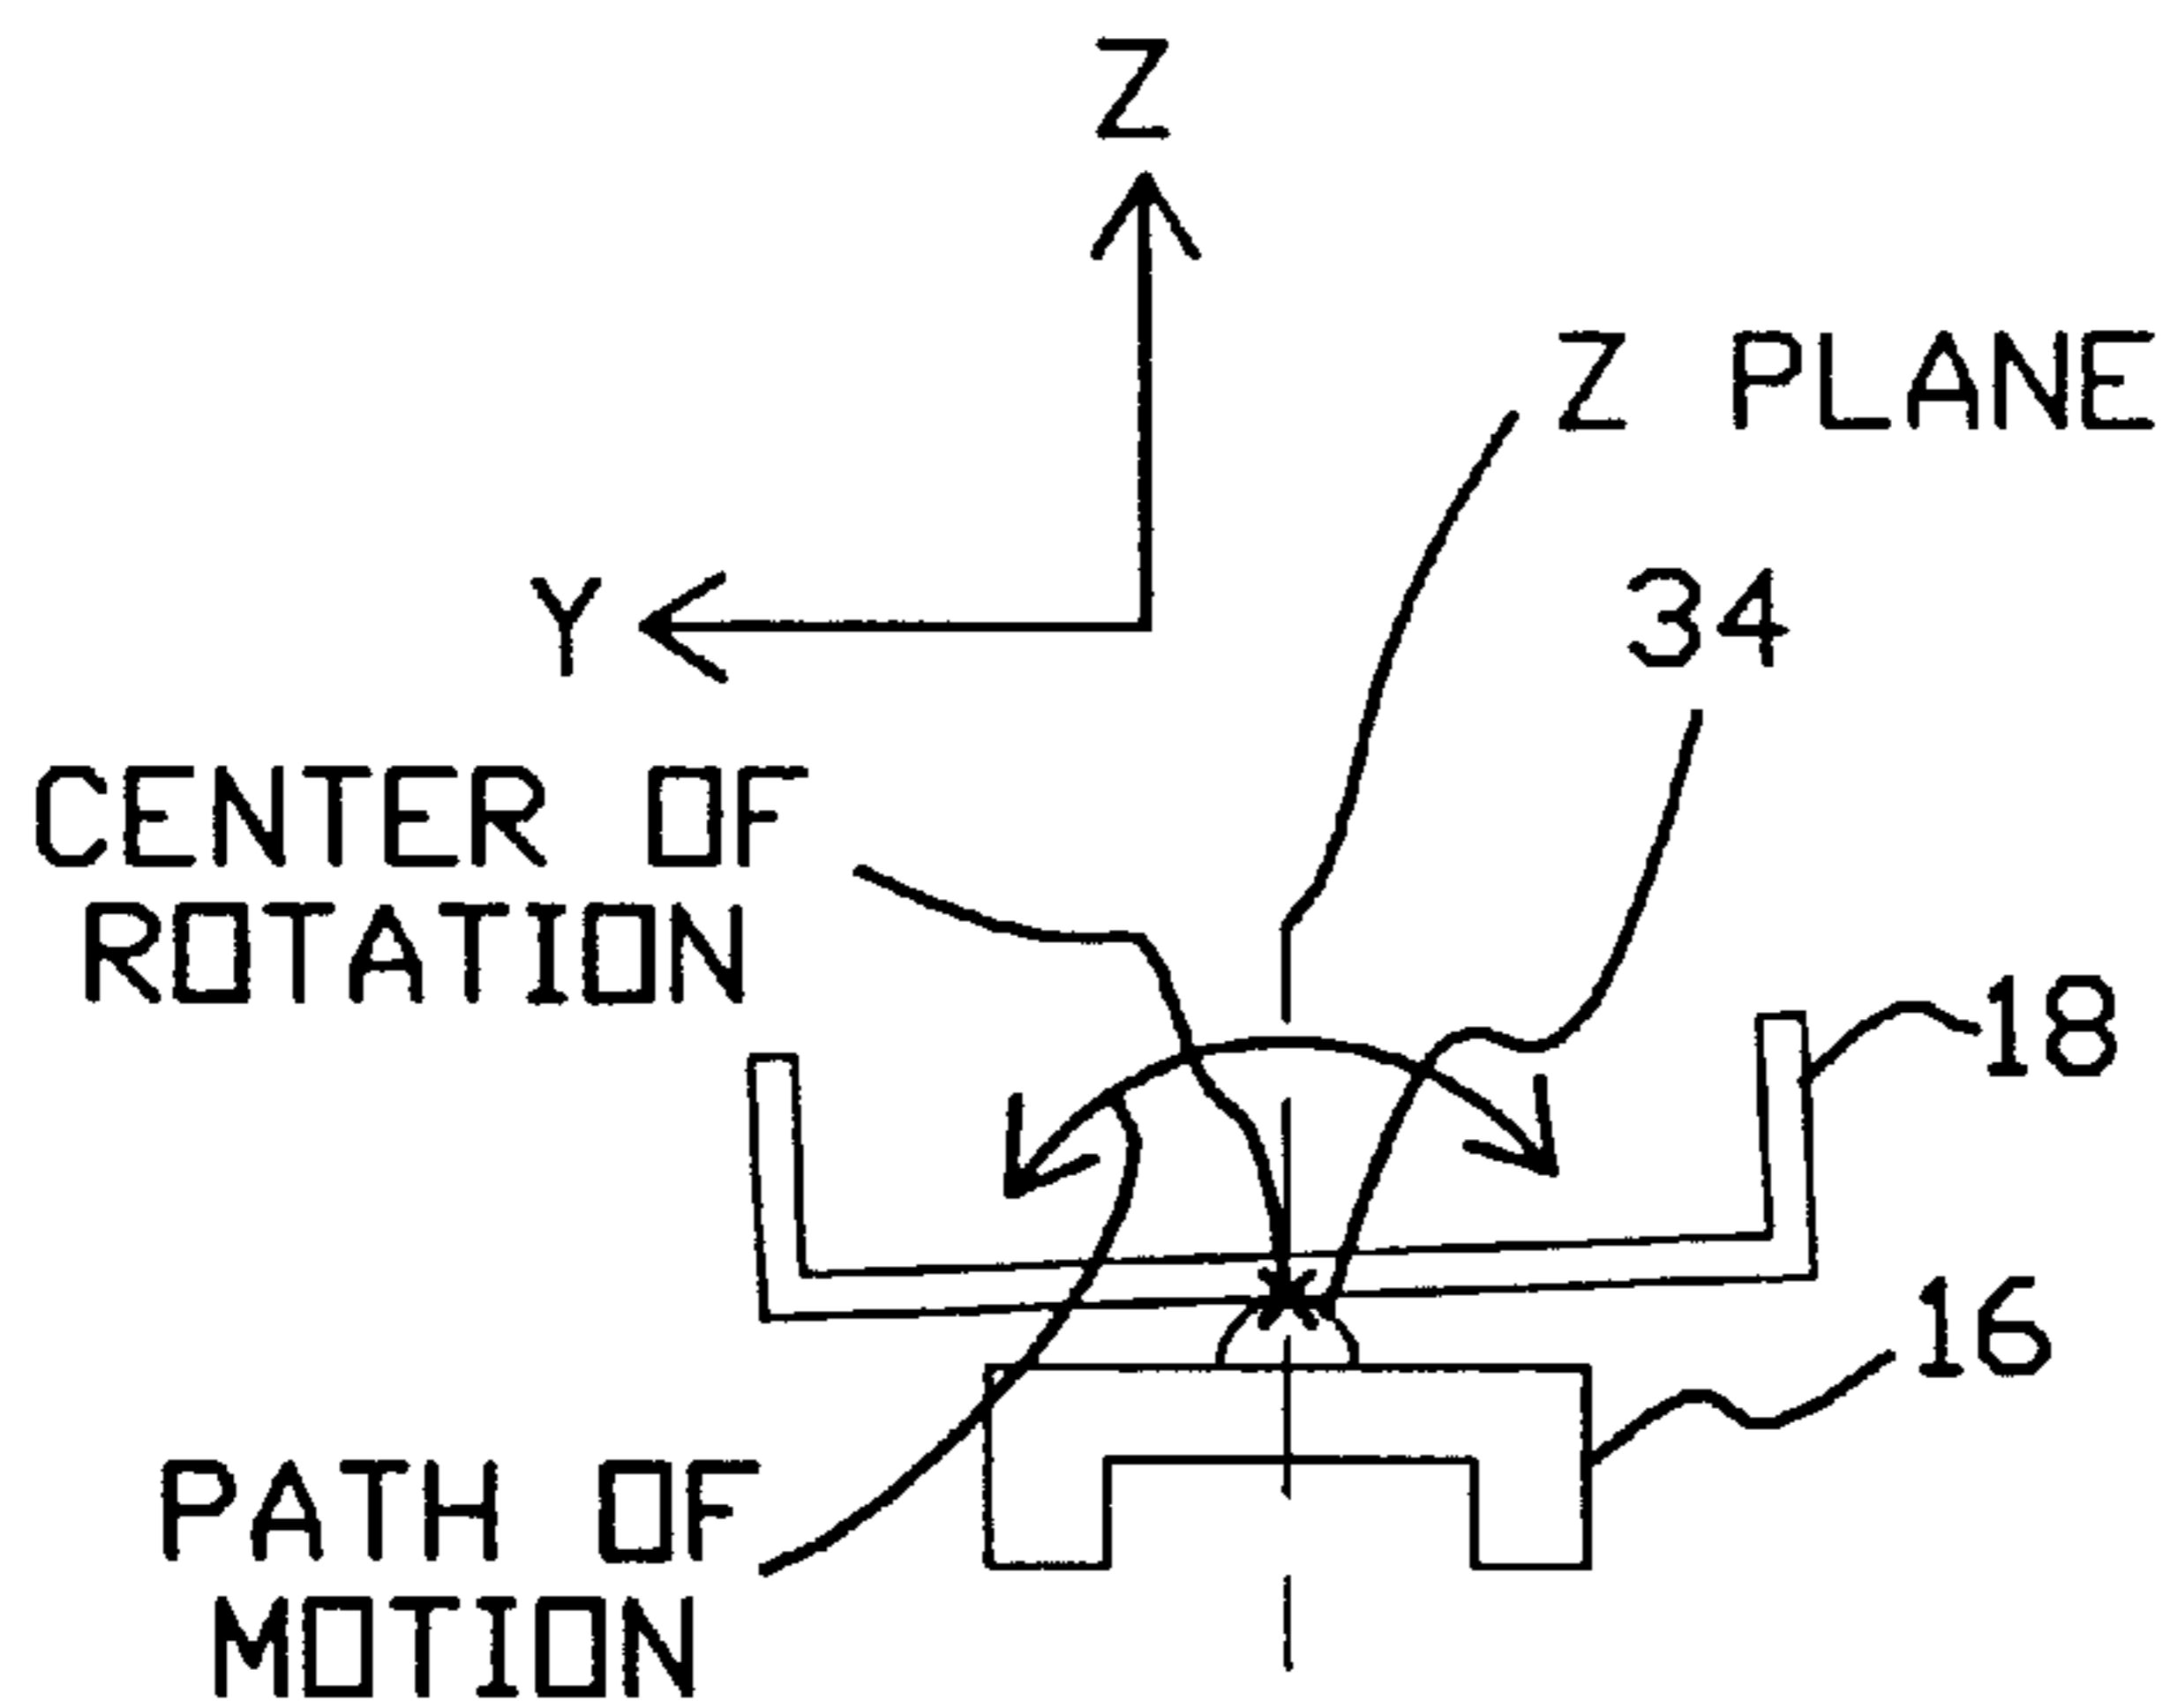 Z
Z PLANE
Y
34
CENTER OF
ROTATION
18
16
PATH OF
MOTION